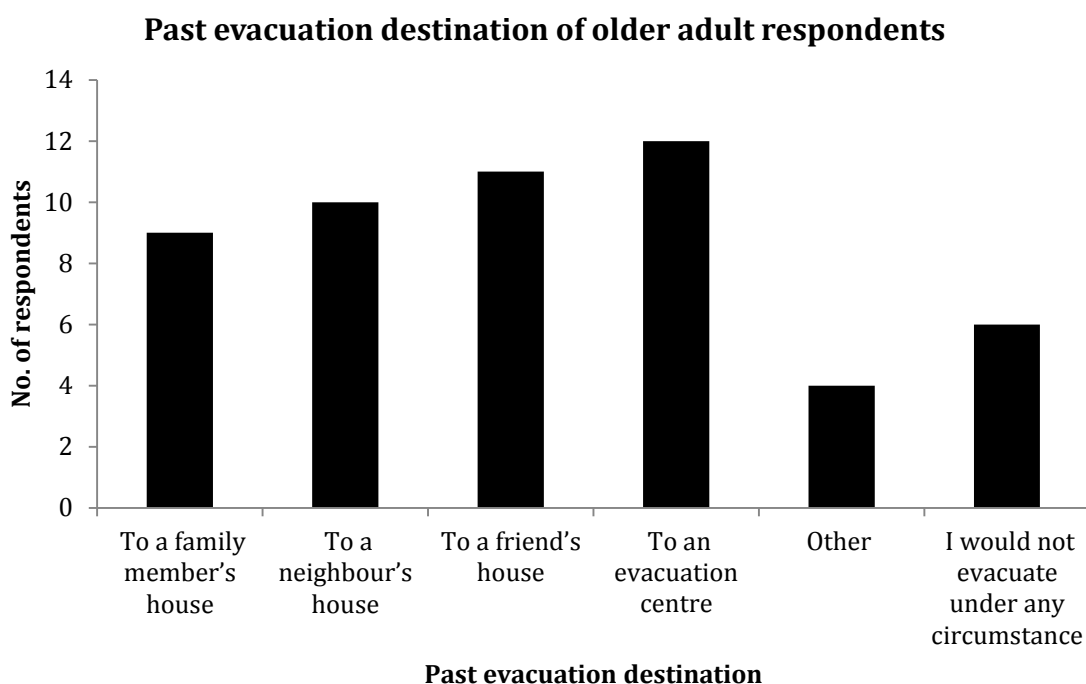 Past evacuation destination of older adult respondents
14
12
10
8
6
4
2
0
No. of respondents
To a family
member’s
house
To a
neighbour’s
house
To a friend’s
house
To an
evacuation
centre
Other
I would not
evacuate
under any
circumstance
Past evacuation destination